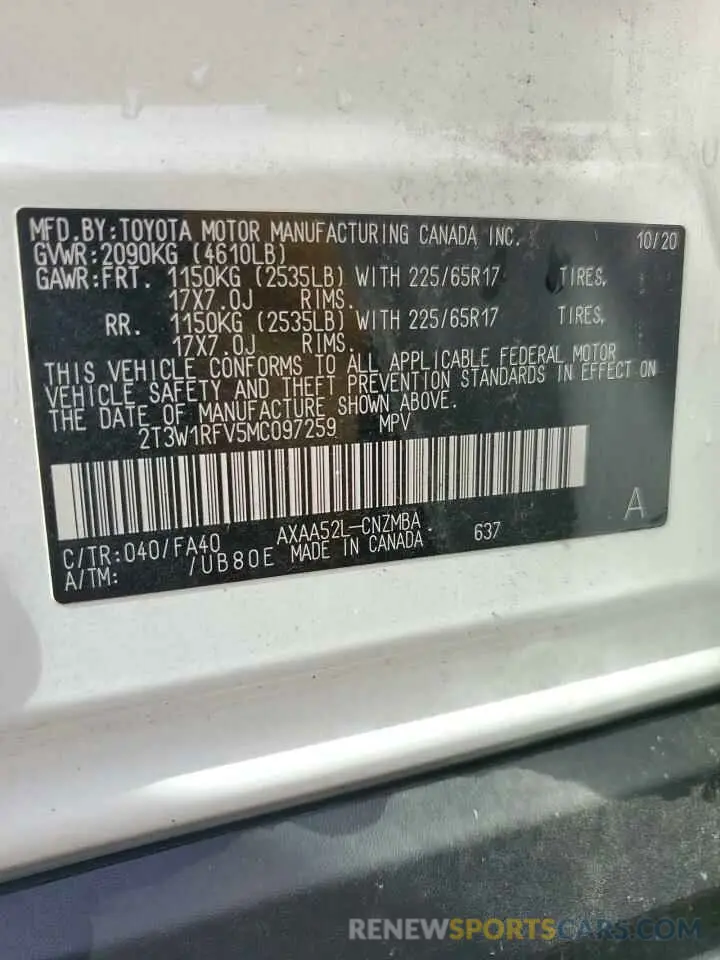 MFD.BY:TOYOTA MOTOR MANUFACTURING CANADA INC. 10/20
GVWR:2090KG (4610LB)
GAWR:FRT. 1150KG (2535LB) WITH 225/65R17 TIRES,
17X7.0J RIMS.
RR. 1150KG (2535LB) WITH 225/65R17 TIRES,
17X7.0J RIMS.
THIS VEHICLE CONFORMS TO ALL APPLICABLE FEDERAL MOTOR
VEHICLE SAFETY AND THEFT PREVENTION STANDARDS IN EFFECT ON
THE DATE OF MANUFACTURE SHOWN ABOVE.
2T3W1RFV5MC097259 MPV
A
C/TR:040/FA40 AXAA52L-CNZMBA 637
A/TM: /UB80E MADE IN CANADA
RENEWSPORTSCARS.COM